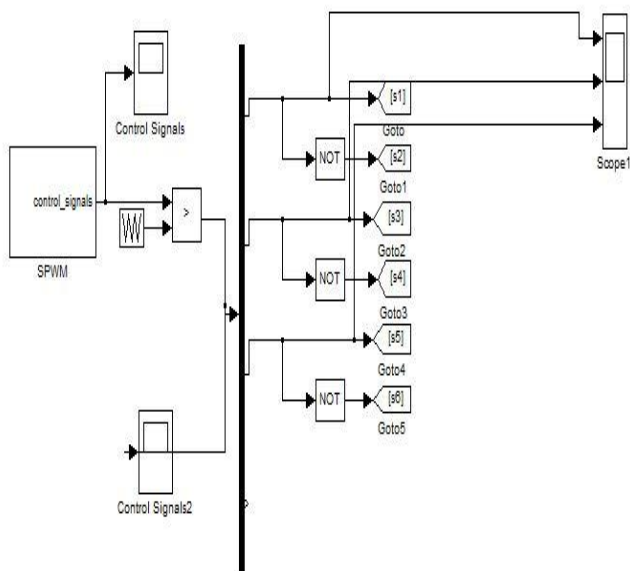 Control Signals
control_signals
SPWM
>
[s1]
Goto
NOT
[s2]
Goto1
[s3]
Goto2
NOT
[s4]
Goto3
[s5]
Goto4
NOT
[s6]
Goto5
Scope1
Control Signals2